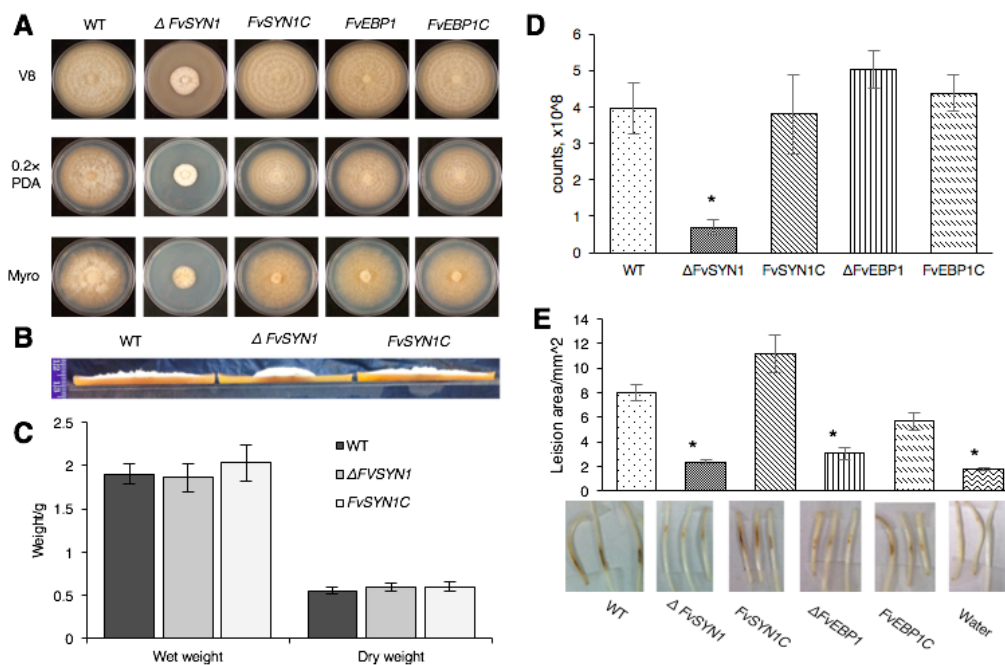 A
WT
Δ FvSYN1
FvSYN1C
FvEBP1
FvEBP1C
V8
0.2×
PDA
Myro
B
WT
Δ FvSYN1
FvSYN1C
C
Weight/g
2.5
2
1.5
1
0.5
0
WT
ΔFVSYN1
FvSYN1C
Wet weight
Dry weight
D
counts, x10^8
6
5
4
3
2
1
0
*
WT
ΔFvSYN1
FvSYN1C
ΔFvEBP1
FvEBP1C
E
Leision area/mm^2
14
12
10
8
6
4
2
0
*
*
*
WT
Δ FvSYN1
FvSYN1C
ΔFvEBP1
FvEBP1C
Water